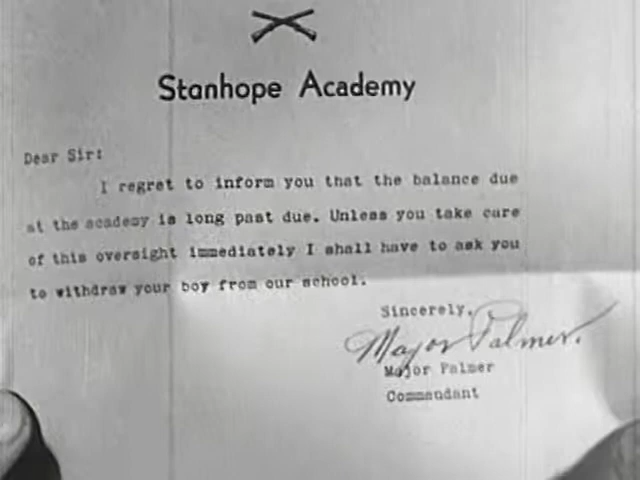 Stanhope Academy
Dear Sir:
I regret to inform you that the balance due
at the academy is long past due. Unless you take care
of this oversight immediately I shall have to ask you
to withdraw your boy from our school.
Sincerely,
Major Palmer.
Major Palmer
Commandant